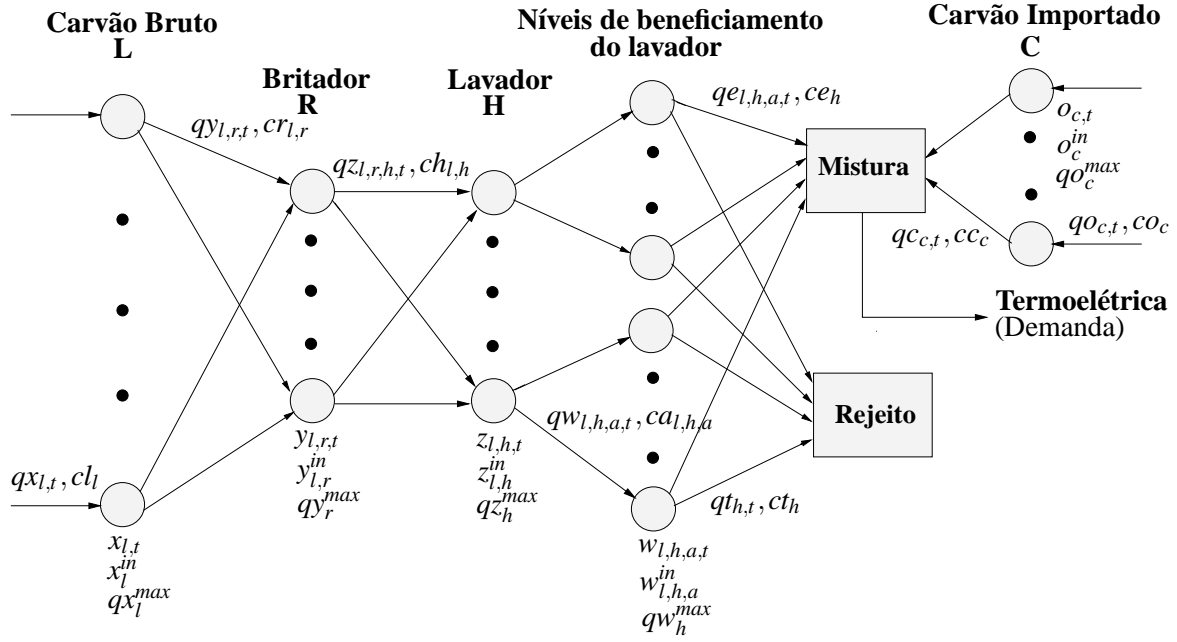 Carvão Bruto
L
Britador
R
Lavador
H
Níveis de beneficiamento
do lavador
Carvão Importado
C
qy_{l,r,t}, cr_{l,r}
qz_{l,r,h,t}, ch_{l,h}
qe_{l,h,a,t}, ce_h
Mistura
o_{c,t}
o_c^{in}
qo_c^{max}
qc_{c,t}, cc_c
qo_{c,t}, co_c
Termoelétrica
(Demanda)
Rejeito
qw_{l,h,a,t}, ca_{l,h,a}
qt_{h,t}, ct_h
qx_{l,t}, cl_l
x_{l,t}
x_l^{in}
qx_l^{max}
y_{l,r,t}
y_{l,r}^{in}
qy_r^{max}
z_{l,h,t}
z_{l,h}^{in}
qz_h^{max}
w_{l,h,a,t}
w_{l,h,a}^{in}
qw_h^{max}